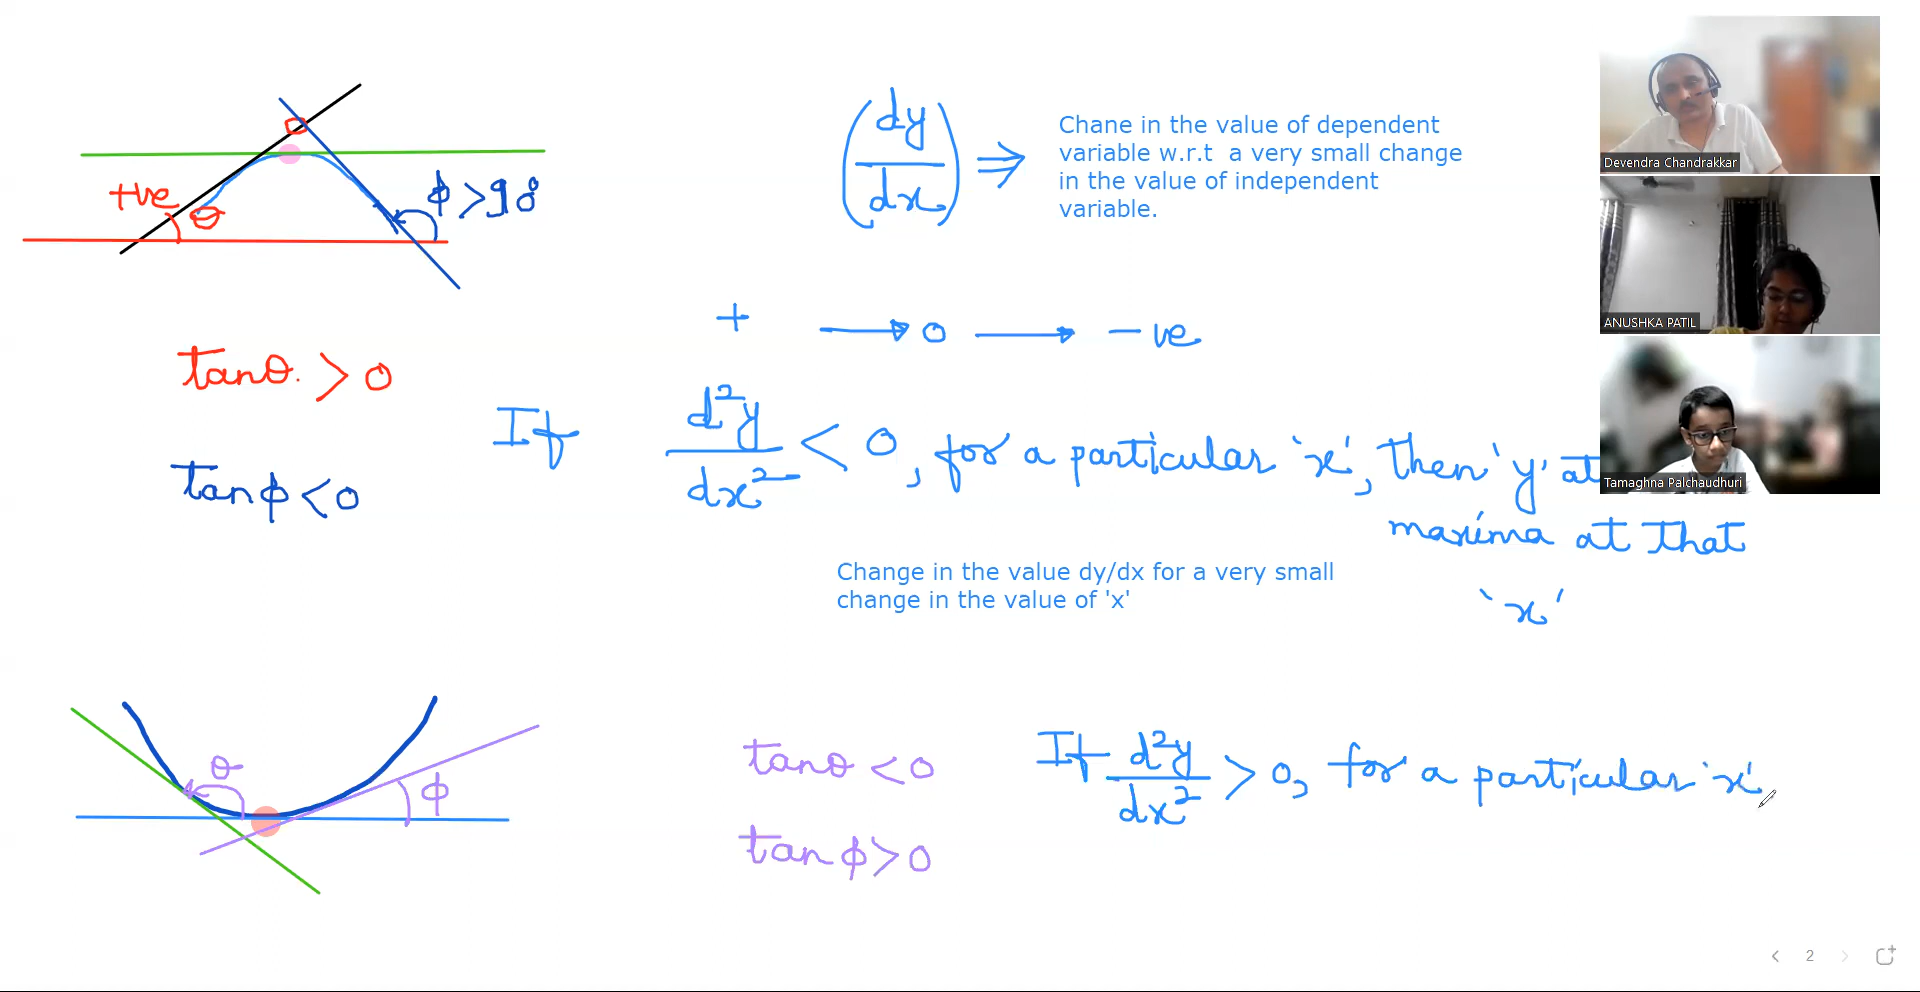 +ve
θ
ϕ > 90°
(dy/dx) ⇒
Chane in the value of dependent
variable w.r.t a very small change
in the value of independent
variable.
+ → 0 → -ve
tanθ. > 0
tanϕ < 0
If d²y/dx² < 0, for a particular 'x', then 'y' at
maxima at that
'x'
Change in the value dy/dx for a very small
change in the value of 'x'
θ
ϕ
tanθ < 0
tanϕ > 0
If d²y/dx² > 0, for a particular 'x'
Devendra Chandrakkar
ANUSHKA PATIL
Tamaghna Palchaudhuri
2